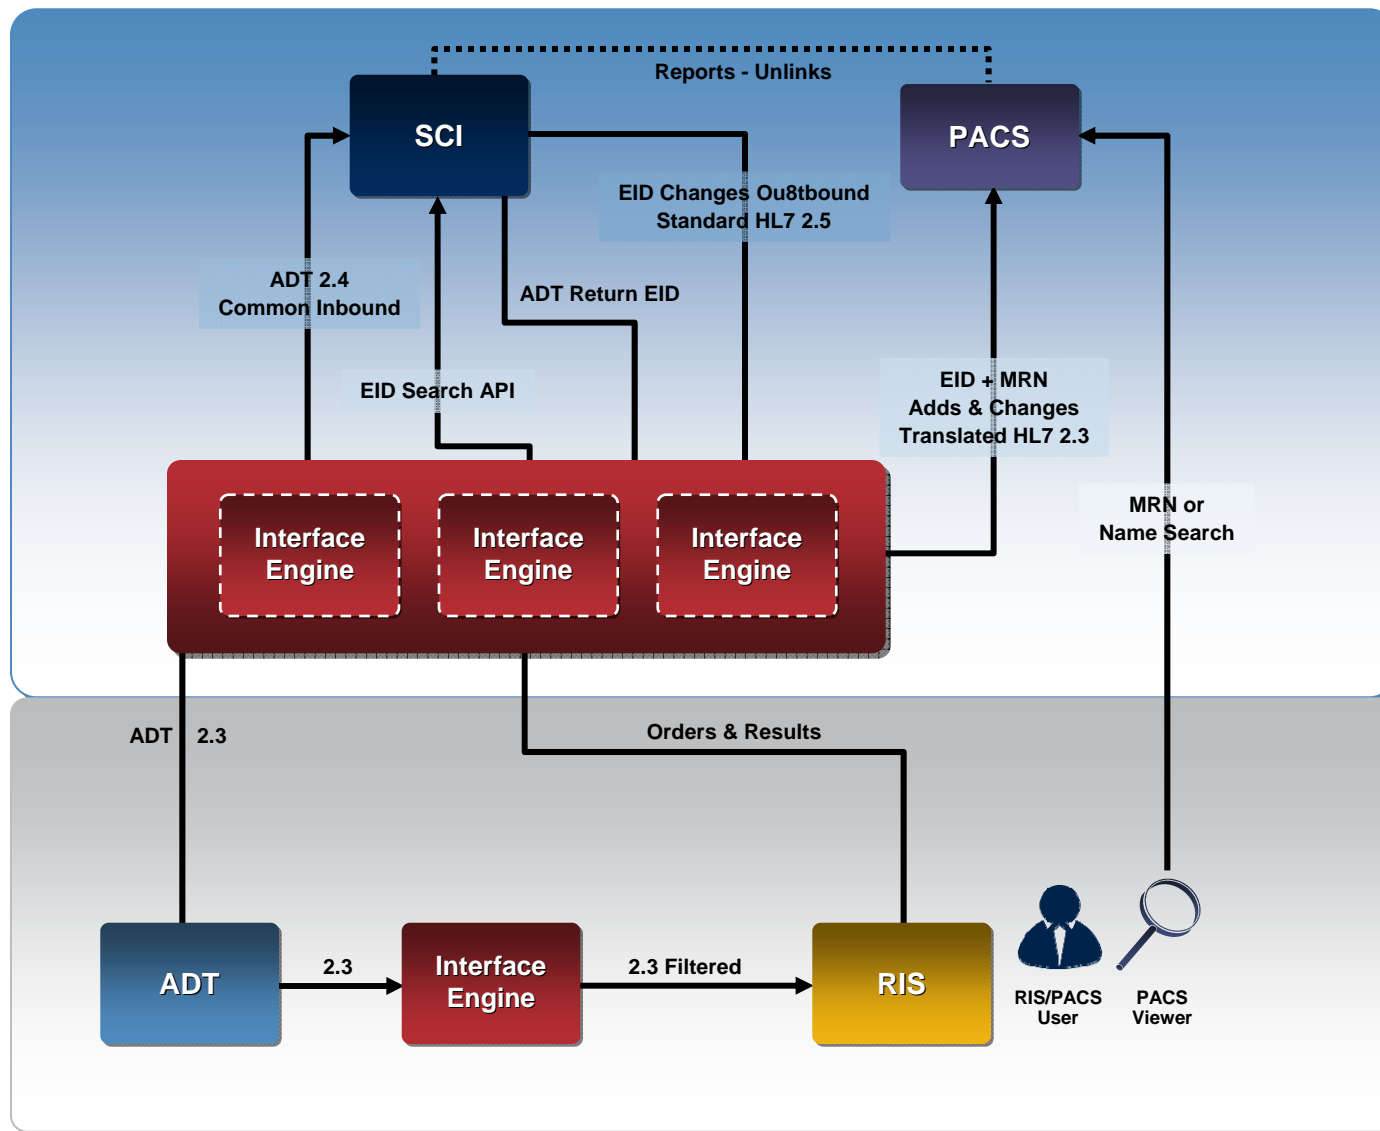 Reports - Unlinks
SCI
PACS
EID Changes Ou8tbound
Standard HL7 2.5
ADT 2.4
Common Inbound
ADT Return EID
EID Search API
EID + MRN
Adds & Changes
Translated HL7 2.3
MRN or
Name Search
Interface
Engine
Interface
Engine
Interface
Engine
ADT 2.3
Orders & Results
ADT
2.3
Interface
Engine
2.3 Filtered
RIS
RIS/PACS
User
PACS
Viewer